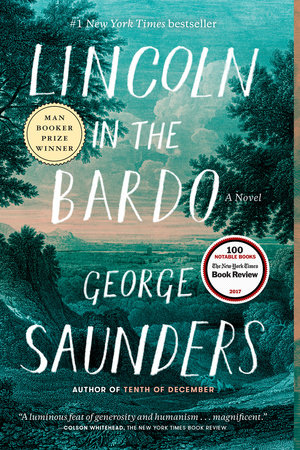 #1 New York Times bestseller
LINCOLN
IN THE
BARDO
A Novel
MAN
BOOKER
PRIZE
WINNER
100
NOTABLE BOOKS
The New York Times
Book Review
2017
GEORGE
SAUNDERS
AUTHOR OF TENTH OF DECEMBER
"A luminous feat of generosity and humanism . . . magnificent."
COLSON WHITEHEAD, THE NEW YORK TIMES BOOK REVIEW